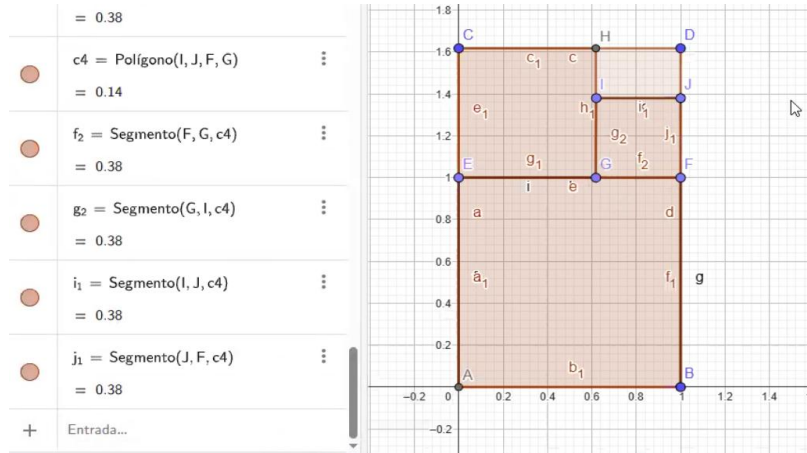 = 0.38
c4 = Polígono(I, J, F, G)
= 0.14
f₂ = Segmento(F, G, c4)
= 0.38
g₂ = Segmento(G, I, c4)
= 0.38
i₁ = Segmento(I, J, c4)
= 0.38
j₁ = Segmento(J, F, c4)
= 0.38
+ Entrada...
1.8
C H D
1.6
c₁ c
I J
1.4
e₁ h₁ i₁ j₁
1.2
g₂
g₁ f₂
E G F
1
i e
0.8
a d
0.6
a₁ f₁ g
0.4
0.2
b₁
A B
−0.2 0 0.2 0.4 0.6 0.8 1 1.2 1.4
−0.2